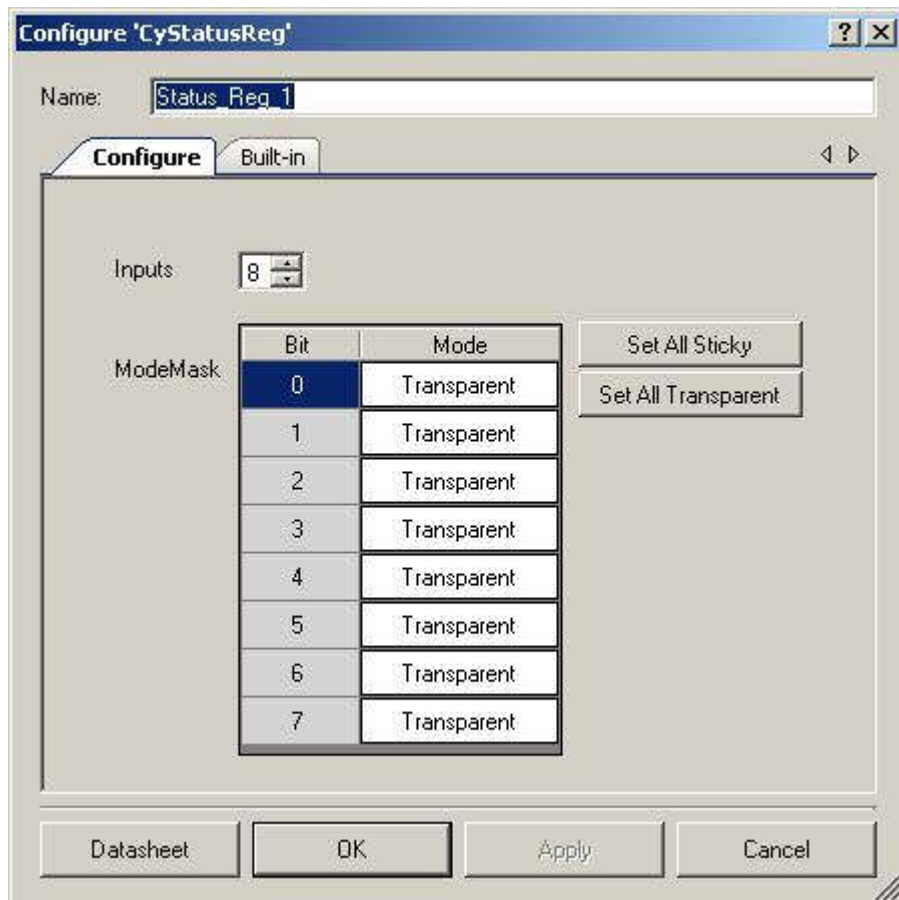 Configure 'CyStatusReg'
Name: Status_Reg_1
Configure Built-in
Inputs 8
ModeMask
Bit Mode
0 Transparent
1 Transparent
2 Transparent
3 Transparent
4 Transparent
5 Transparent
6 Transparent
7 Transparent
Set All Sticky
Set All Transparent
Datasheet OK Apply Cancel